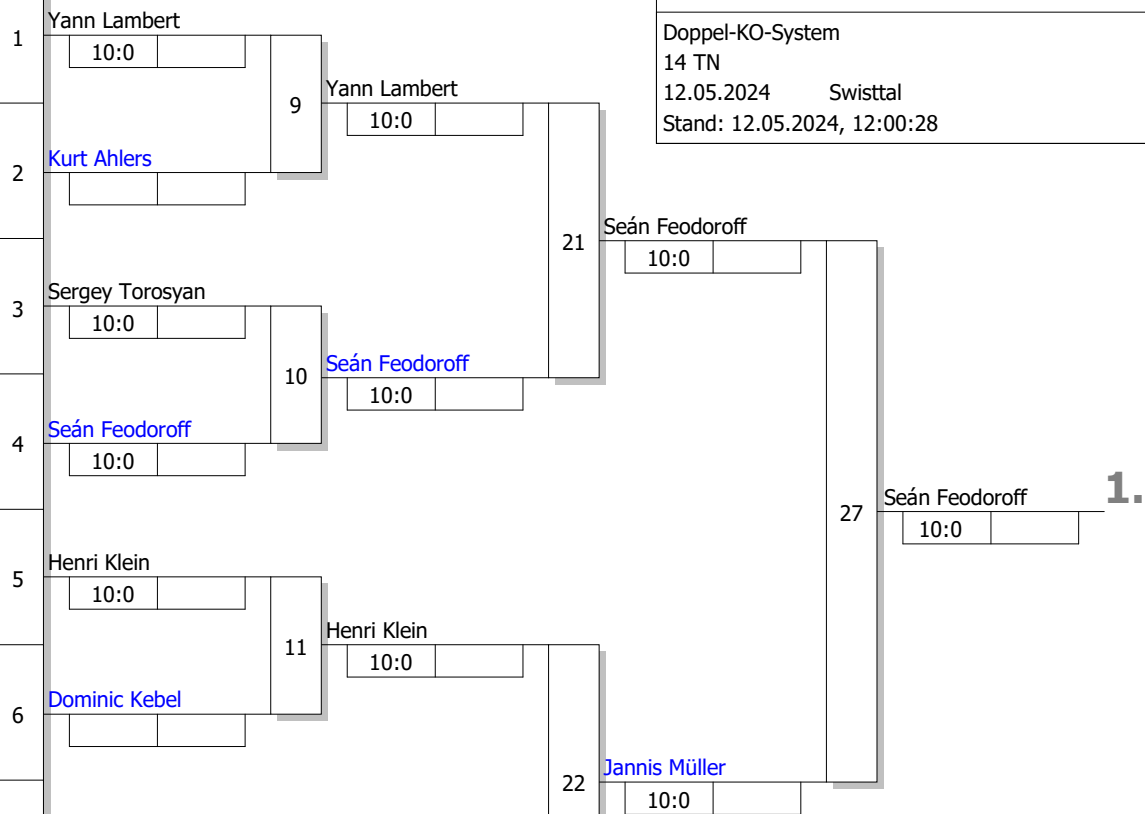 Doppel-KO-System
14 TN
12.05.2024 Swisttal
Stand: 12.05.2024, 12:00:28
1
Yann Lambert
10:0
9
Yann Lambert
10:0
2
Kurt Ahlers
21
Seán Feodoroff
10:0
3
Sergey Torosyan
10:0
10
Seán Feodoroff
10:0
4
Seán Feodoroff
10:0
27
Seán Feodoroff
1.
10:0
5
Henri Klein
10:0
11
Henri Klein
10:0
6
Dominic Kebel
22
Jannis Müller
10:0